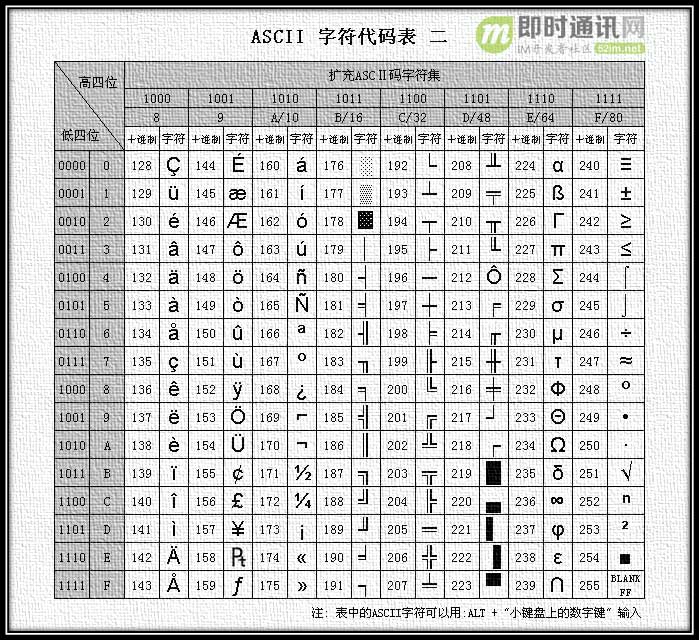 ASCII 字符代码表 二
即时通讯网
IM开发者社区 52im.net
高四位
低四位
扩充ASCⅡ码字符集
1000 1001 1010 1011 1100 1101 1110 1111
8 9 A/10 B/16 C/32 D/48 E/64 F/80
十进制 字符 十进制 字符 十进制 字符 十进制 字符 十进制 字符 十进制 字符 十进制 字符 十进制 字符
0000 0 128 Ç 144 É 160 á 176 ░ 192 └ 208 ╨ 224 α 240 ≡
0001 1 129 ü 145 æ 161 í 177 ▒ 193 ┴ 209 ╤ 225 ß 241 ±
0010 2 130 é 146 Æ 162 ó 178 ▓ 194 ┬ 210 ╥ 226 Γ 242 ≥
0011 3 131 â 147 ô 163 ú 179 │ 195 ├ 211 ╙ 227 π 243 ≤
0100 4 132 ä 148 ö 164 ñ 180 ┤ 196 ─ 212 Ô 228 Σ 244 ⌠
0101 5 133 à 149 ò 165 Ñ 181 ╡ 197 ┼ 213 ╒ 229 σ 245 ⌡
0110 6 134 å 150 û 166 ª 182 ╢ 198 ╞ 214 ╓ 230 µ 246 ÷
0111 7 135 ç 151 ù 167 º 183 ╖ 199 ╟ 215 ╫ 231 τ 247 ≈
1000 8 136 ê 152 ÿ 168 ¿ 184 ╕ 200 ╚ 216 ╪ 232 Φ 248 °
1001 9 137 ë 153 Ö 169 ⌐ 185 ╣ 201 ╔ 217 ┘ 233 Θ 249 •
1010 A 138 è 154 Ü 170 ¬ 186 ║ 202 ╩ 218 ┌ 234 Ω 250 ·
1011 B 139 ï 155 ¢ 171 ½ 187 ╗ 203 ╦ 219 █ 235 δ 251 √
1100 C 140 î 156 £ 172 ¼ 188 ╝ 204 ╠ 220 ▄ 236 ∞ 252 ⁿ
1101 D 141 ì 157 ¥ 173 ¡ 189 ╜ 205 ═ 221 ▌ 237 φ 253 ²
1110 E 142 Ä 158 ₧ 174 « 190 ╛ 206 ╬ 222 ▐ 238 ε 254 ■
1111 F 143 Å 159 ƒ 175 » 191 ┐ 207 ╧ 223 ▀ 239 ∩ 255 BLANK FF
注: 表中的ASCII字符可以用:ALT + "小键盘上的数字键" 输入